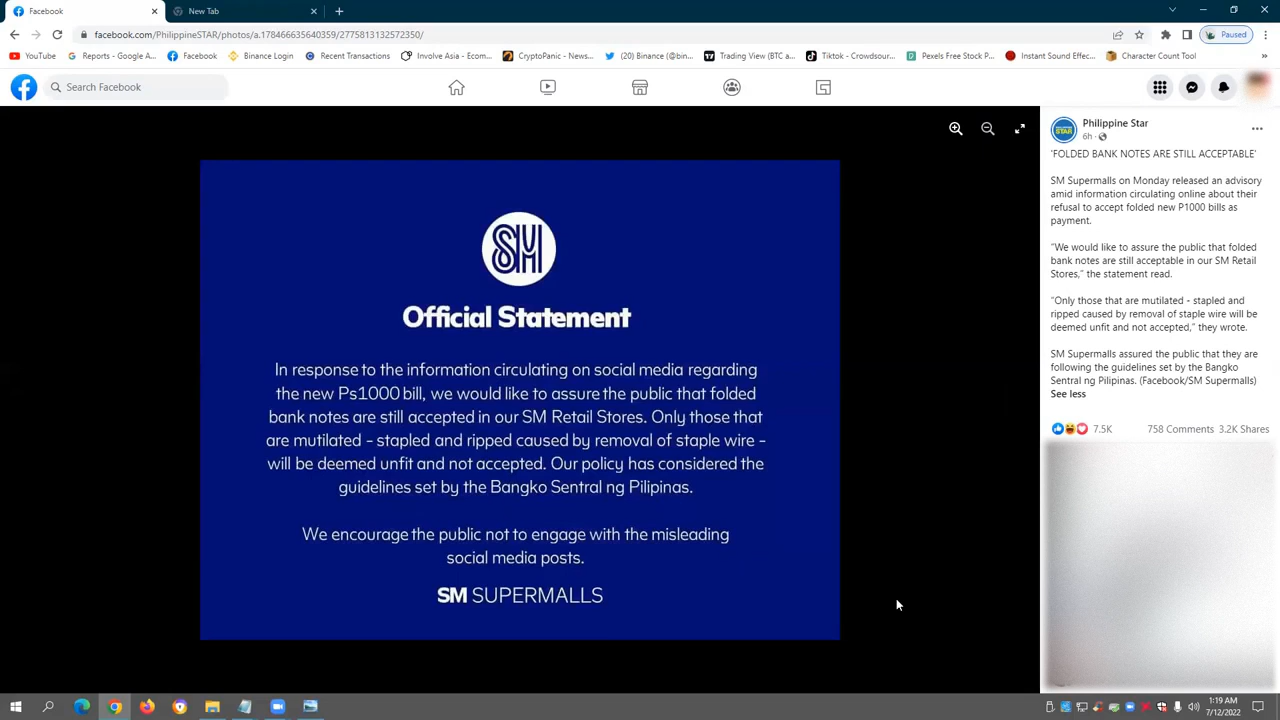 Facebook
New Tab
facebook.com/PhilippineSTAR/photos/a.178466635640359/2775813132572350/
Paused
YouTube
Reports - Google A...
Facebook
Binance Login
Recent Transactions
Involve Asia - Ecom...
CryptoPanic - News...
(20) Binance (@bin...
Trading View (BTC a...
Tiktok - Crowdsour...
Pexels Free Stock P...
Instant Sound Effec...
Character Count Tool
Search Facebook
SM
Official Statement
In response to the information circulating on social media regarding
the new Ps1000 bill, we would like to assure the public that folded
bank notes are still accepted in our SM Retail Stores. Only those that
are mutilated - stapled and ripped caused by removal of staple wire -
will be deemed unfit and not accepted. Our policy has considered the
guidelines set by the Bangko Sentral ng Pilipinas.
We encourage the public not to engage with the misleading
social media posts.
SM SUPERMALLS
Philippine Star
6h
'FOLDED BANK NOTES ARE STILL ACCEPTABLE'
SM Supermalls on Monday released an advisory
amid information circulating online about their
refusal to accept folded new P1000 bills as
payment.
"We would like to assure the public that folded
bank notes are still acceptable in our SM Retail
Stores," the statement read.
"Only those that are mutilated - stapled and
ripped caused by removal of staple wire will be
deemed unfit and not accepted," they wrote.
SM Supermalls assured the public that they are
following the guidelines set by the Bangko
Sentral ng Pilipinas. (Facebook/SM Supermalls)
See less
7.5K
758 Comments 3.2K Shares
1:19 AM
7/12/2022